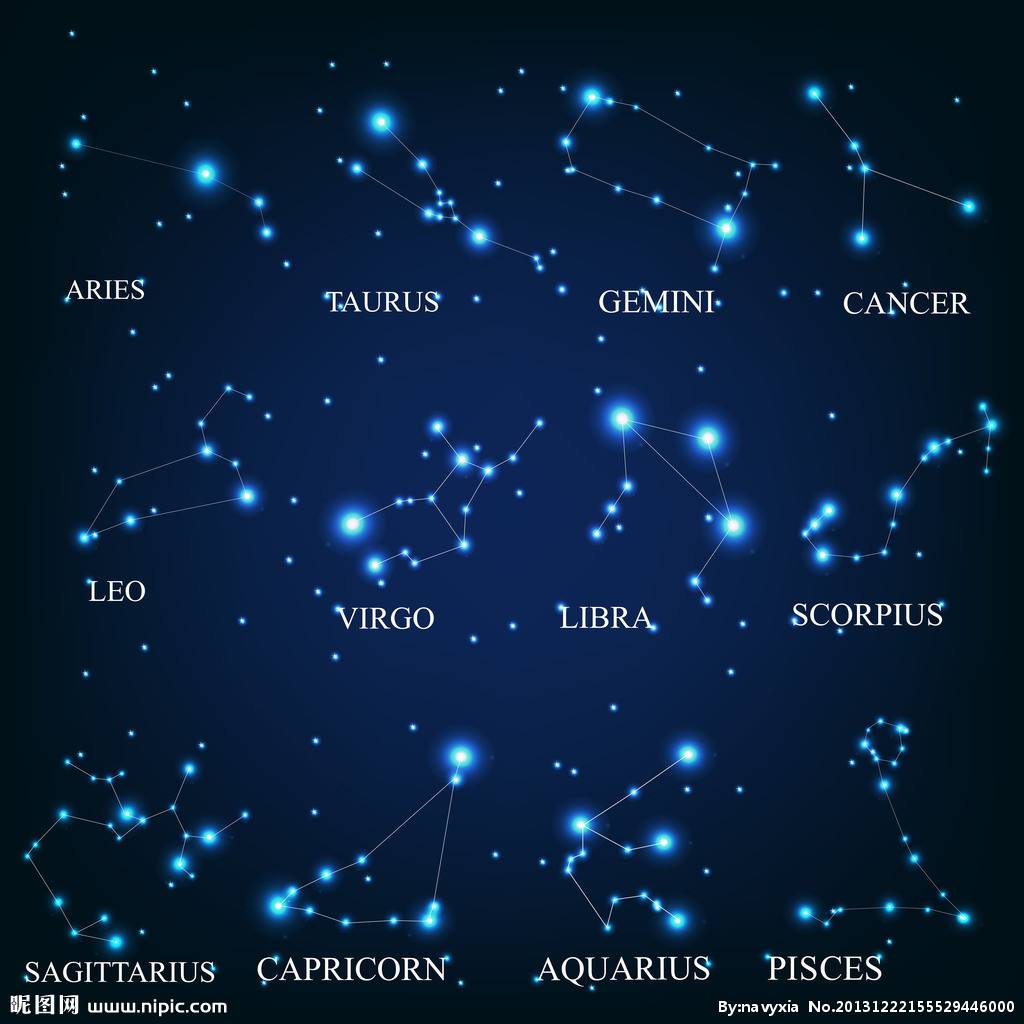 ARIES
TAURUS
GEMINI
CANCER
LEO
VIRGO
LIBRA
SCORPIUS
SAGITTARIUS
CAPRICORN
AQUARIUS
PISCES
昵图网 www.nipic.com
By:navyxia No.20131222155529446000